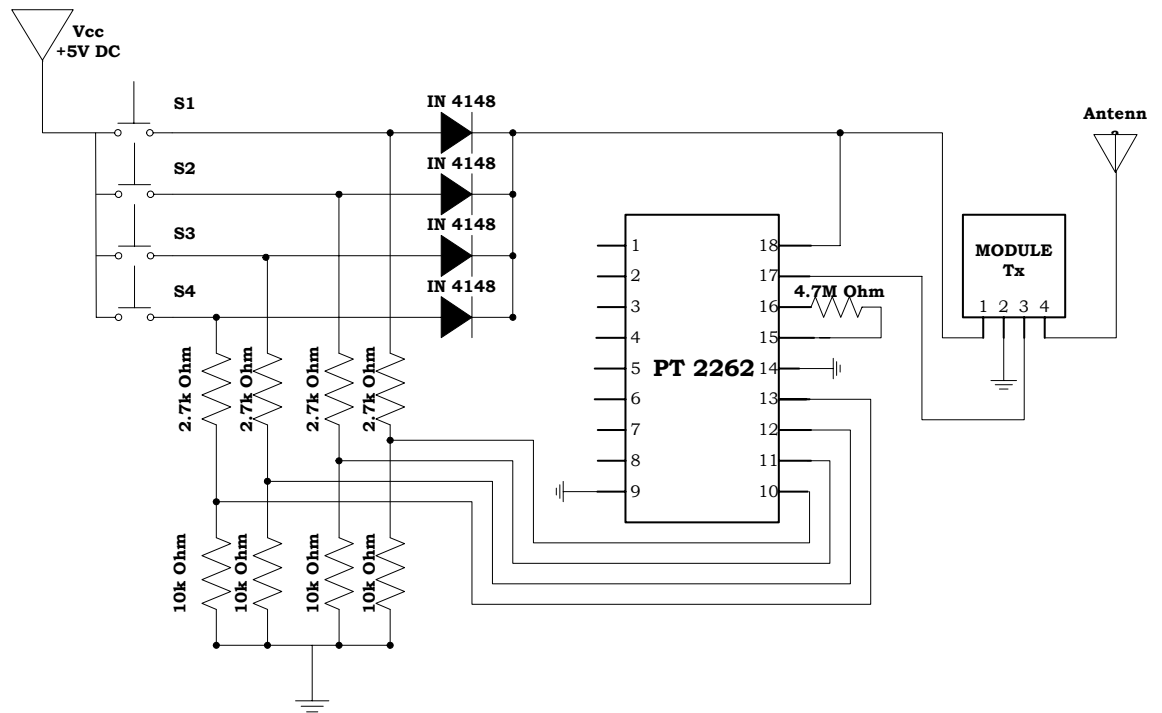 Vcc
+5V DC
S1
S2
S3
S4
IN 4148
IN 4148
IN 4148
IN 4148
Antenn
MODULE
Tx
1 2 3 4
PT 2262
1
2
3
4
5
6
7
8
9
18
17
16
15
14
13
12
11
10
4.7M Ohm
2.7k Ohm
2.7k Ohm
2.7k Ohm
2.7k Ohm
10k Ohm
10k Ohm
10k Ohm
10k Ohm